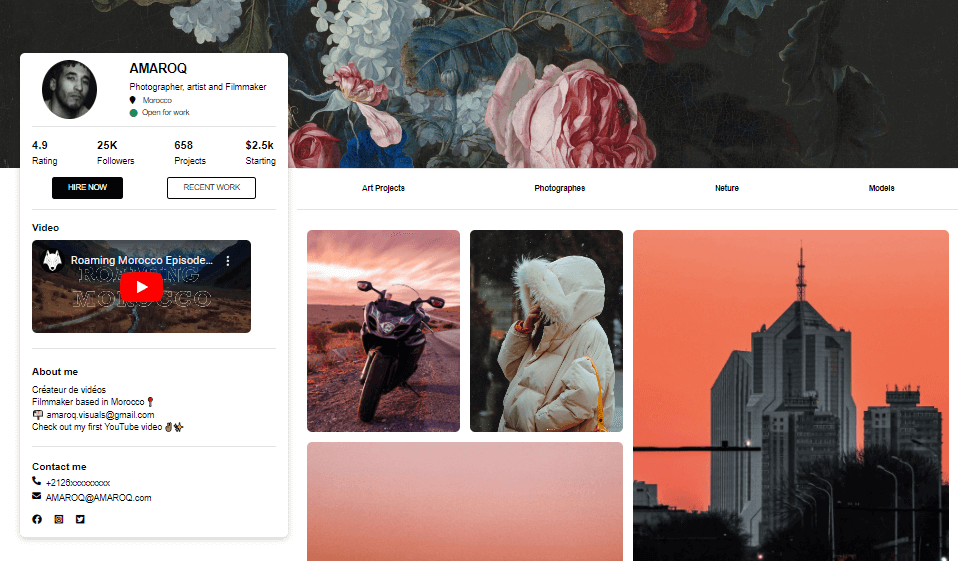 AMAROQ
Photographer, artist and Filmmaker
Morocco
Open for work
4.9 25K 658 $2.5k
Rating Followers Projects Starting
HIRE NOW RECENT WORK
Video
Roaming Morocco Episode...
ROAMING
MOROCCO
About me
Créateur de vidéos
Filmmaker based in Morocco
amaroq.visuals@gmail.com
Check out my first YouTube video
Contact me
+2126xxxxxxxxx
AMAROQ@AMAROQ.com
Art Projects Photographes Neture Models